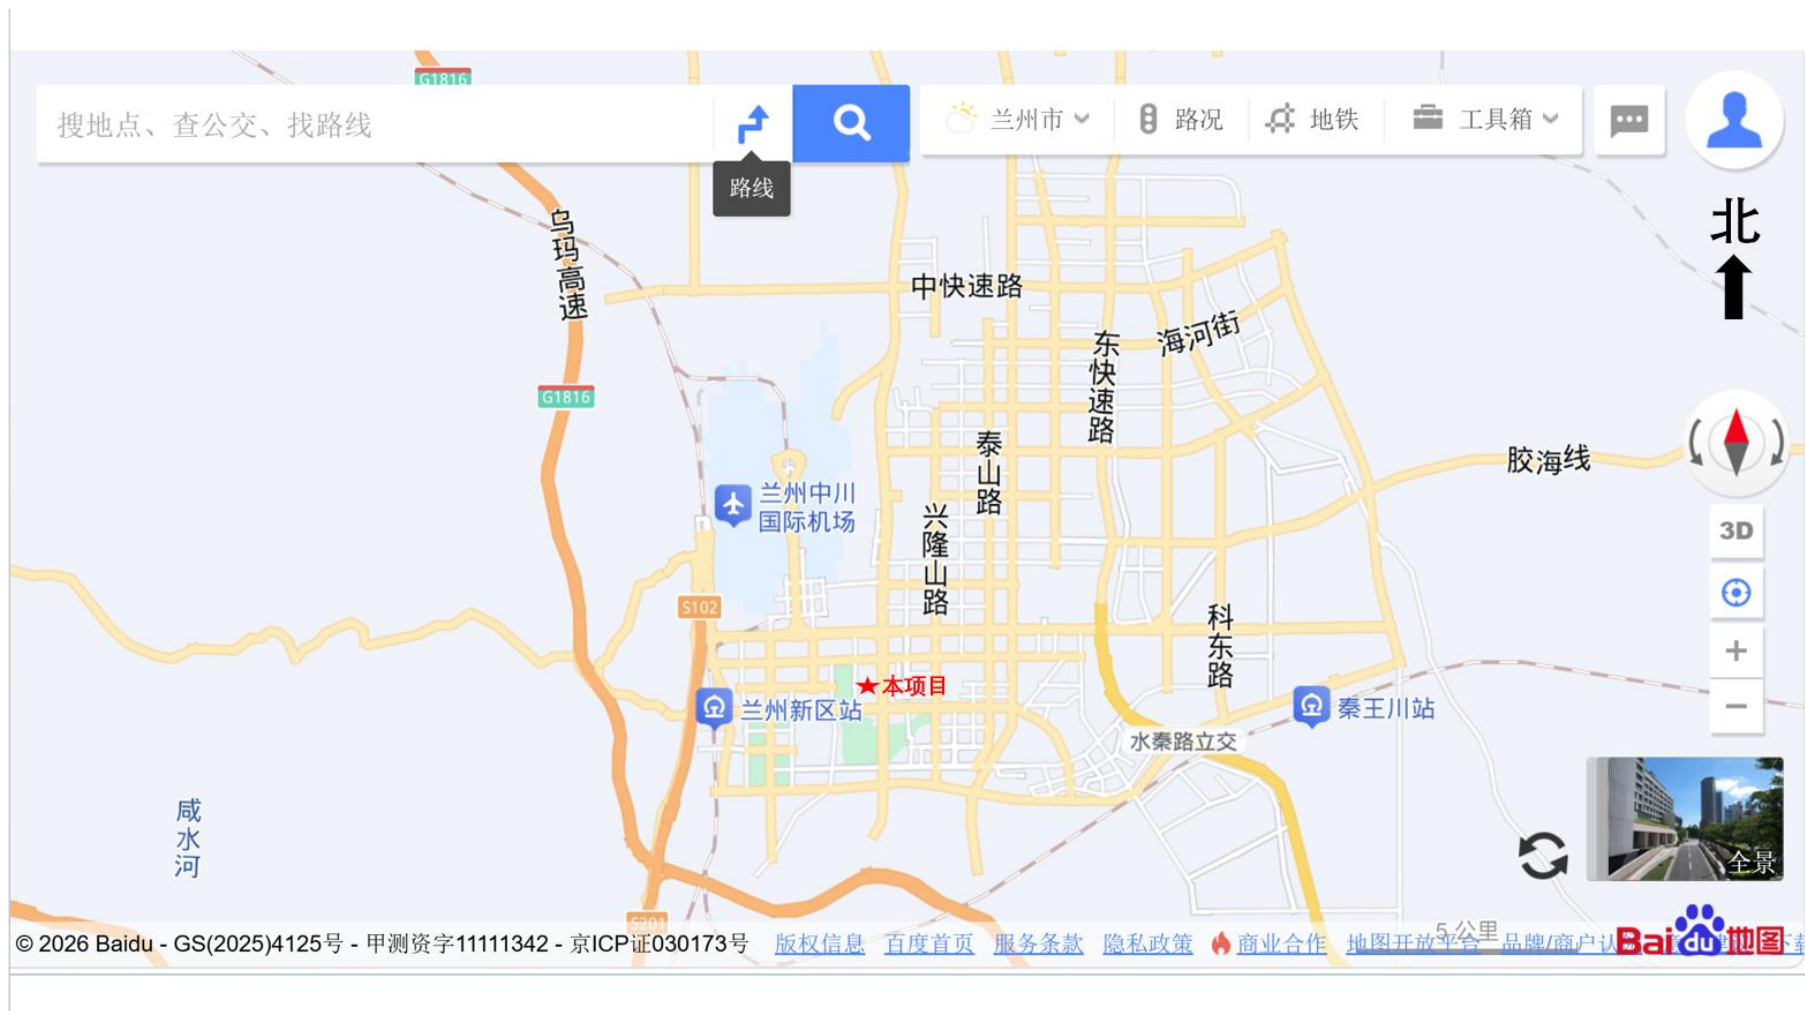 G1816
搜地点、查公交、找路线
兰州市
路况
地铁
工具箱
路线
北
乌玛高速
中快速路
海河街
东快速路
G1816
泰山路
胶海线
兰州中川
国际机场
兴隆山路
3D
S102
科东路
★本项目
兰州新区站
秦王川站
水秦路立交
咸水河
全景
S201
5公里
© 2026 Baidu - GS(2025)4125号 - 甲测资字11111342 - 京ICP证030173号 版权信息 百度首页 服务条款 隐私政策 商业合作 地图开放平台 品牌/商户认
Bai du 地图